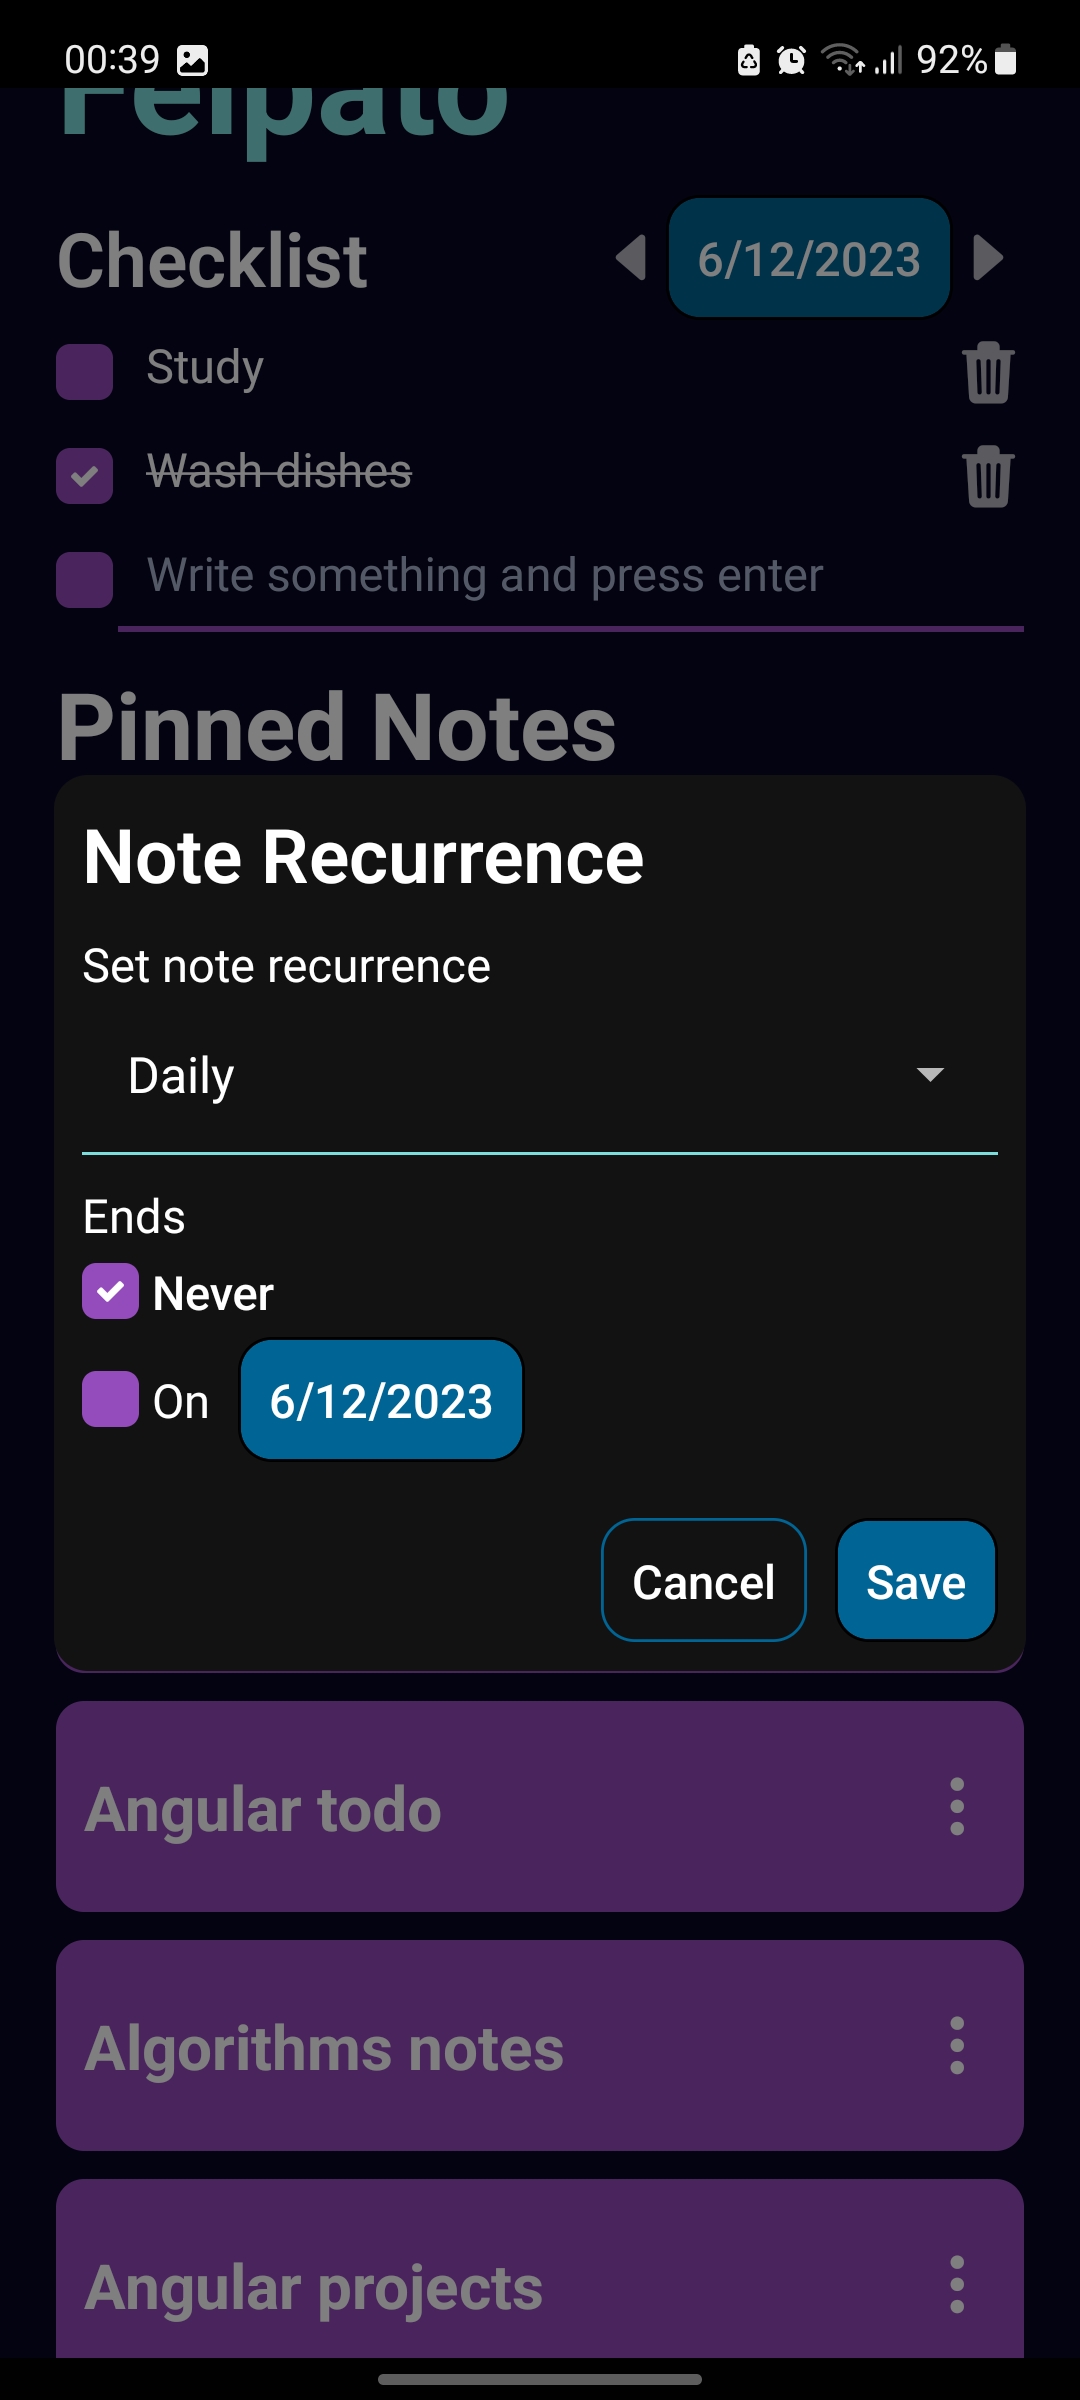 00:39 92%
Felpato
Checklist 6/12/2023
Study
Wash dishes
Write something and press enter
Pinned Notes
Note Recurrence
Set note recurrence
Daily
Ends
Never
On 6/12/2023
Cancel Save
Angular todo
Algorithms notes
Angular projects